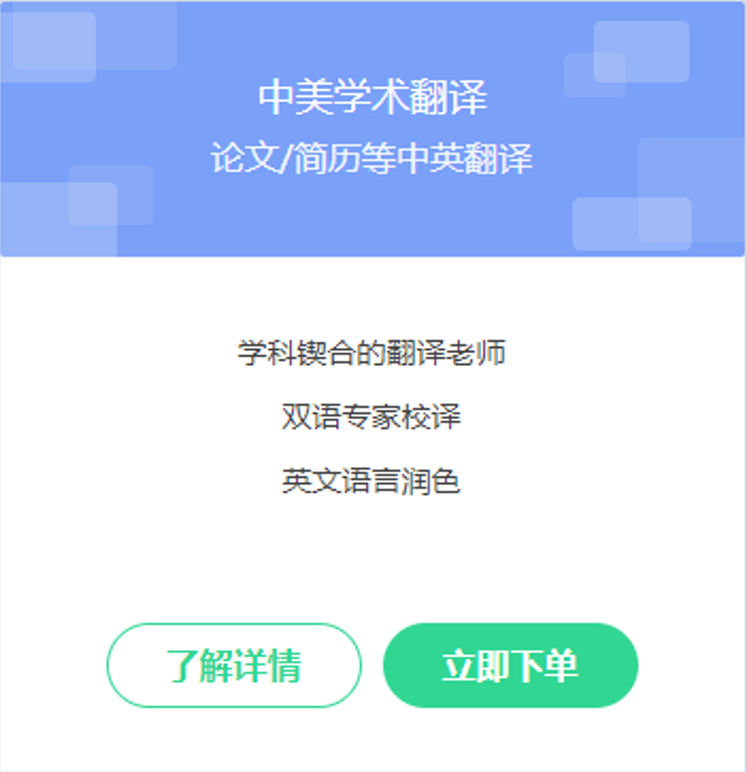 中美学术翻译
论文/简历等中英翻译
学科锲合的翻译老师
双语专家校译
英文语言润色
了解详情
立即下单